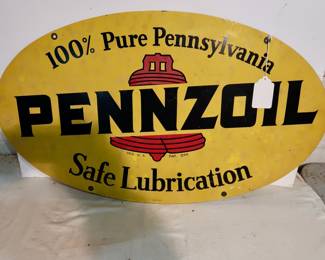 100% Pure Pennsylvania
PENNZOIL
Safe Lubrication